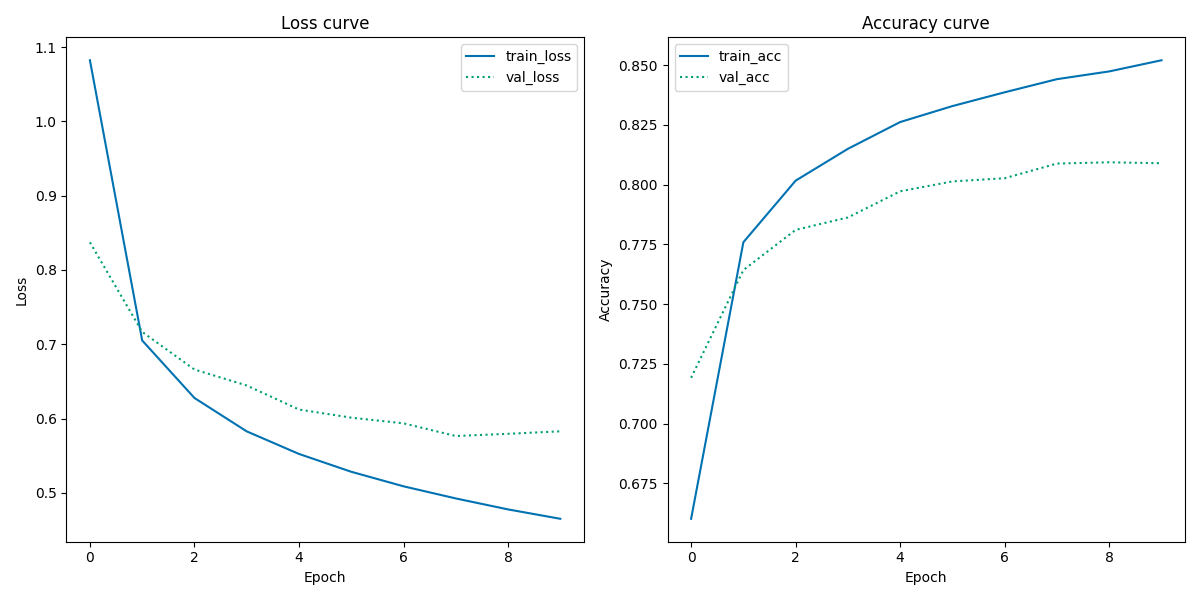 Loss curve
train_loss
val_loss
1.1
1.0
0.9
0.8
0.7
0.6
0.5
Loss
0 2 4 6 8
Epoch
Accuracy curve
train_acc
val_acc
0.850
0.825
0.800
0.775
0.750
0.725
0.700
0.675
Accuracy
0 2 4 6 8
Epoch